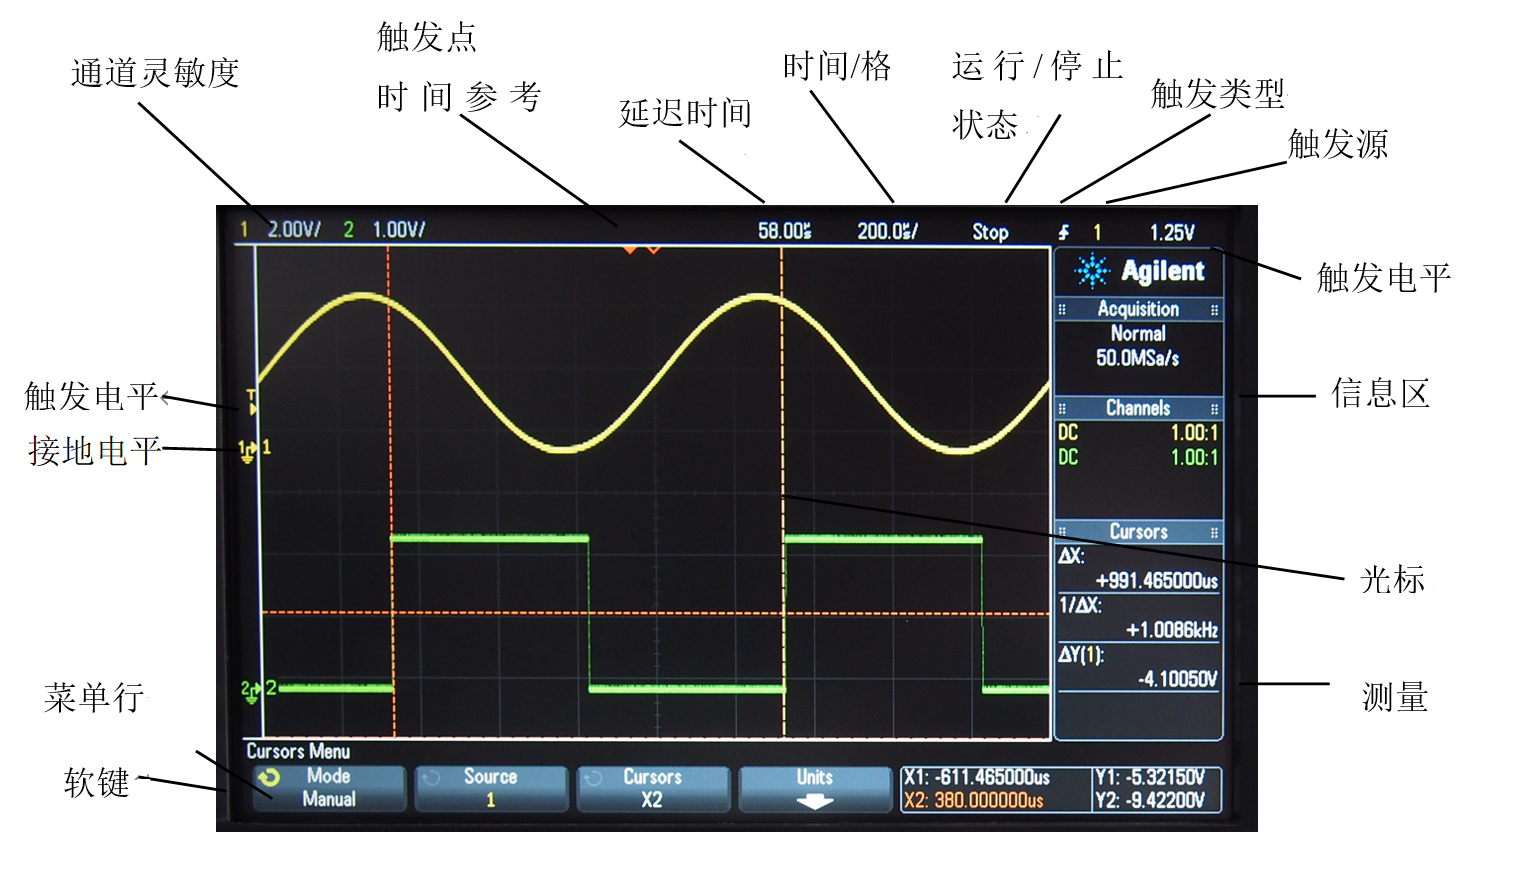 触发点
时间参考
通道灵敏度
延迟时间
时间/格
运行/停止
状态
触发类型
触发源
1 2.00V/ 2 1.00V/ 58.00us 200.0us/ Stop 1 1.25V
触发电平
Agilent
Acquisition
Normal
50.0MSa/s
触发电平
T
信息区
Channels
DC 1.00:1
DC 1.00:1
接地电平
1 1
Cursors
ΔX:
+991.465000us
光标
1/ΔX:
+1.0086kHz
ΔY(1):
-4.10050V
测量
2 2
菜单行
软键
Cursors Menu
Mode
Manual
Source
1
Cursors
X2
Units
X1: -611.465000us Y1: -5.32150V
X2: 380.000000us Y2: -9.42200V